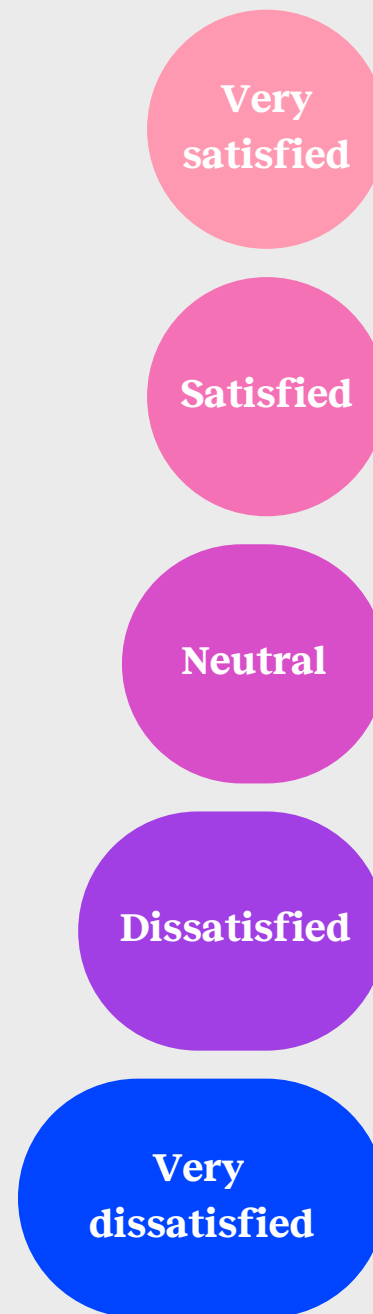 Very
satisfied
Satisfied
Neutral
Dissatisfied
Very
dissatisfied